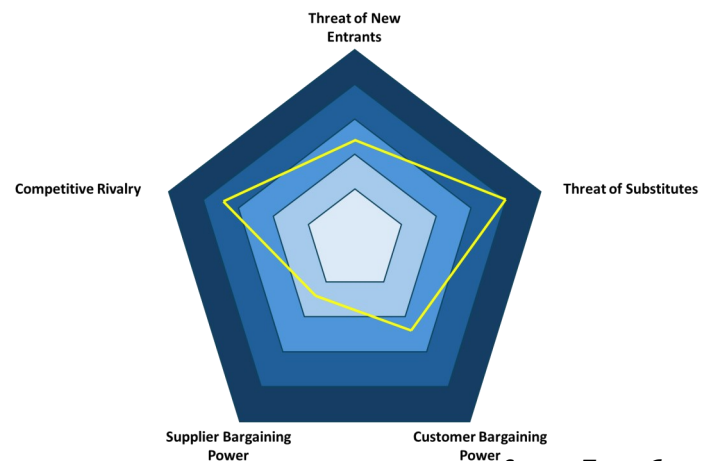 Threat of New
Entrants
Competitive Rivalry
Threat of Substitutes
Supplier Bargaining
Power
Customer Bargaining
Power